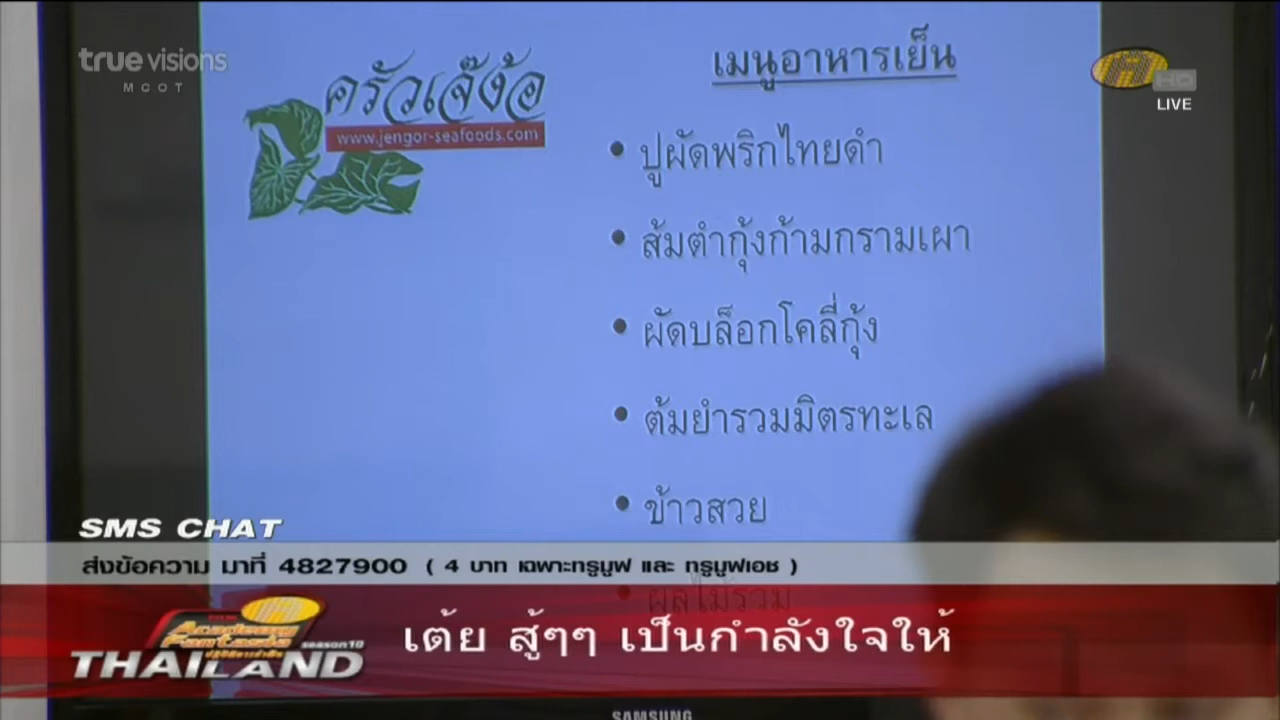 true visions
MCOT
ครัวเจ๊ง้อ
www.jengor-seafoods.com
เมนูอาหารเย็น
HD
LIVE
• ปูผัดพริกไทยดำ
• ส้มตำกุ้งก้ามกรามเผา
• ผัดบล็อกโคลี่กุ้ง
• ต้มยำรวมมิตรทะเล
• ข้าวสวย
• ผลไม้รวม
SMS CHAT
ส่งข้อความ มาที่ 4827900 ( 4 บาท เฉพาะทรูมูฟ และ ทรูมูฟเอช )
true
Academy
Fantasia
season10
THAILAND
เต้ย สู้ๆๆ เป็นกำลังใจให้
SAMSUNG